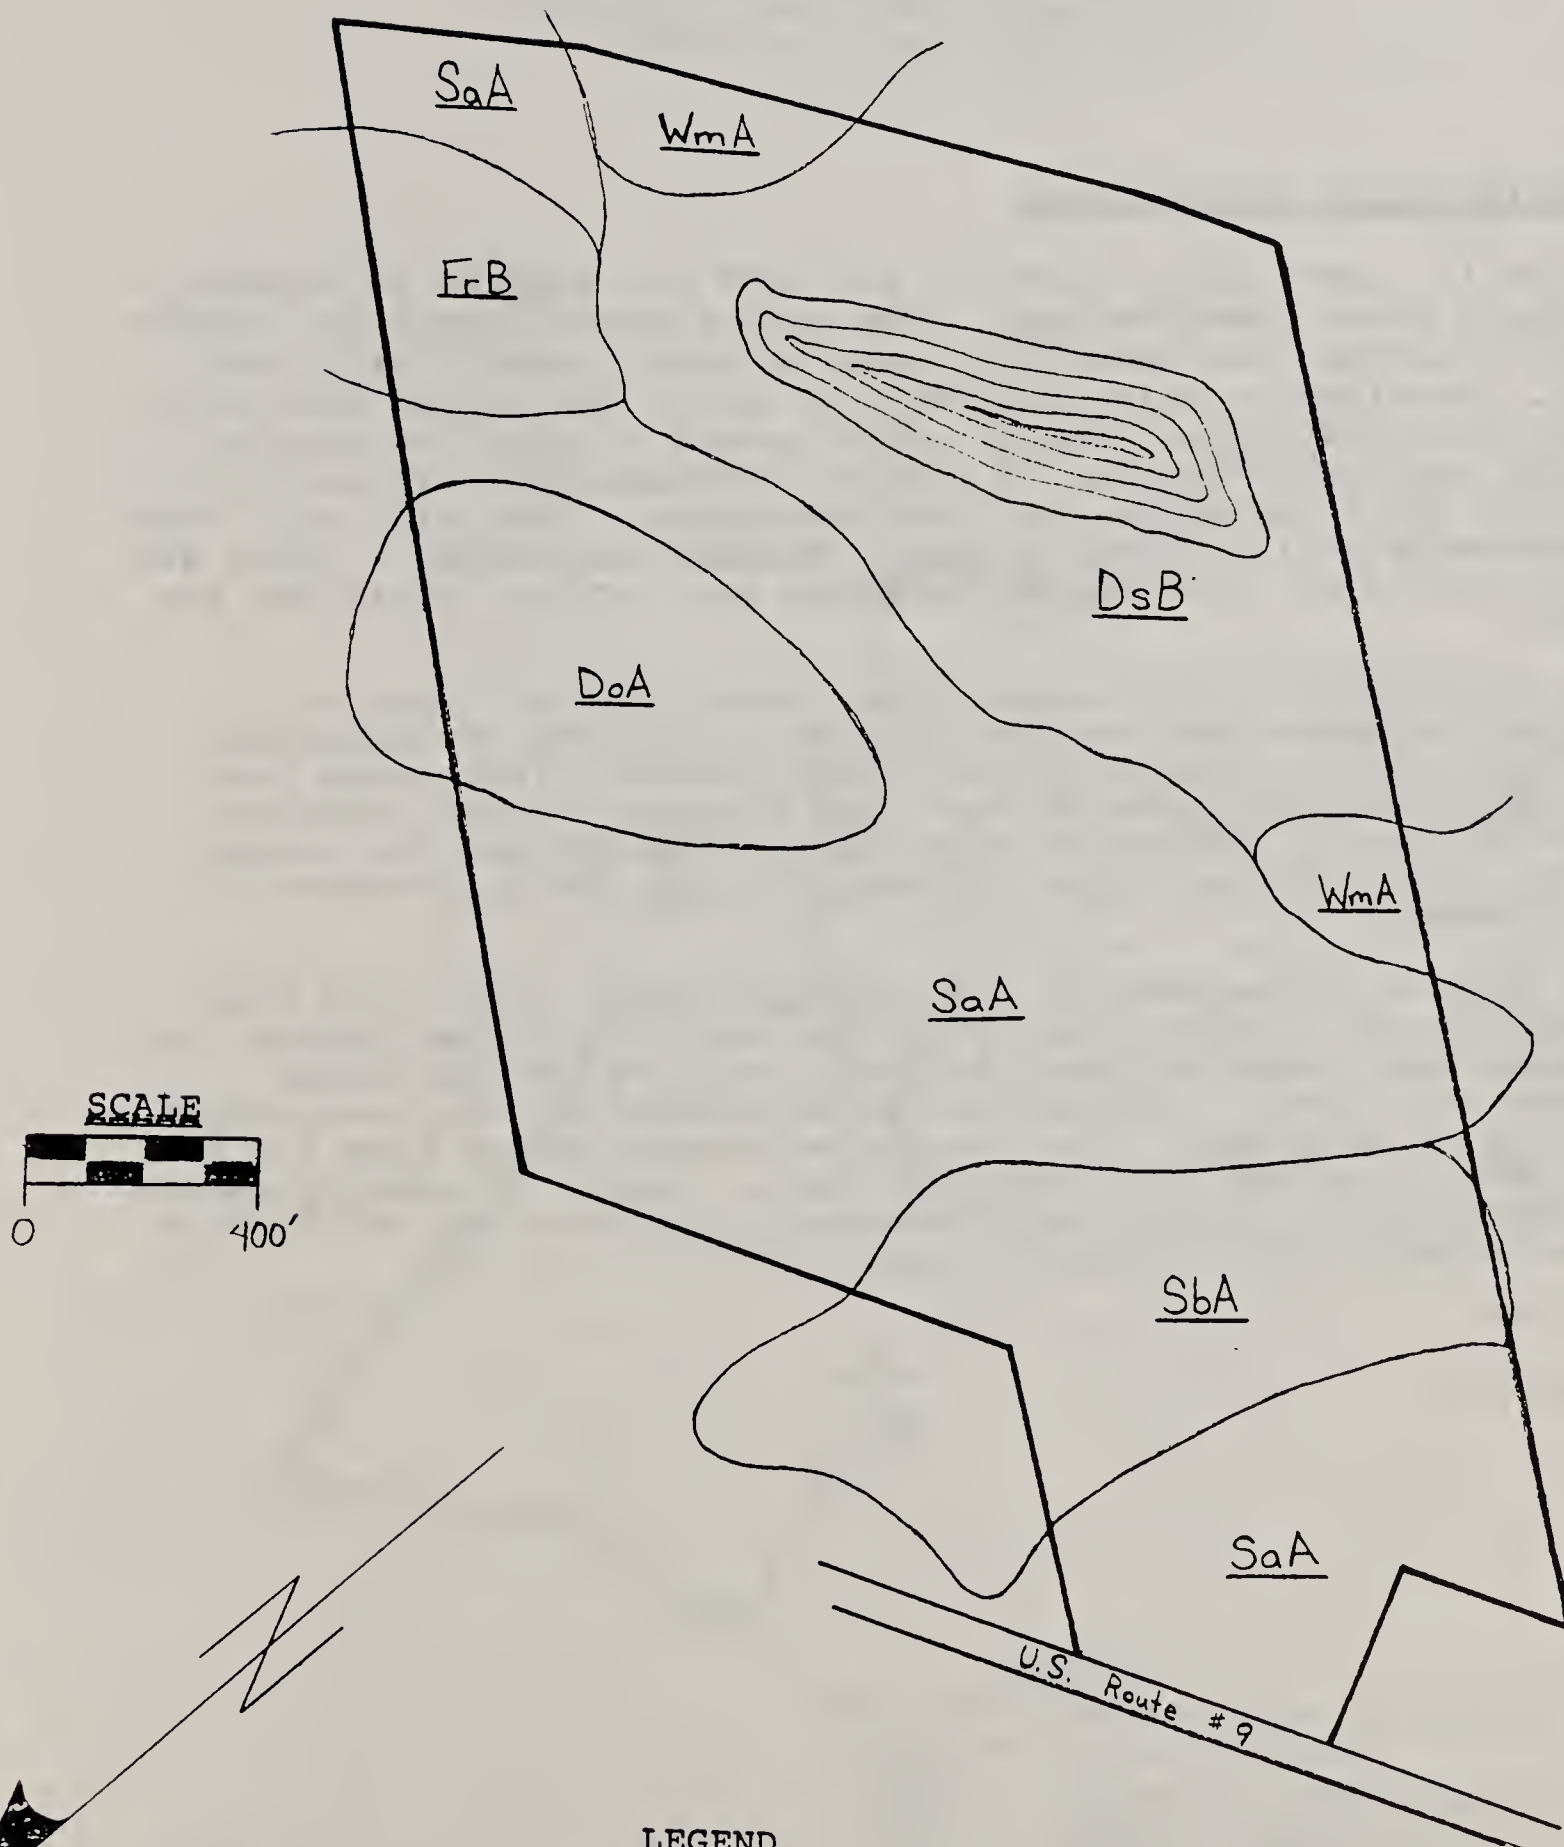 SaA
WmA
FrB
DsB
DoA
WmA
SaA
SCALE
0 400'
SbA
SaA
U.S. Route #9
LEGEND